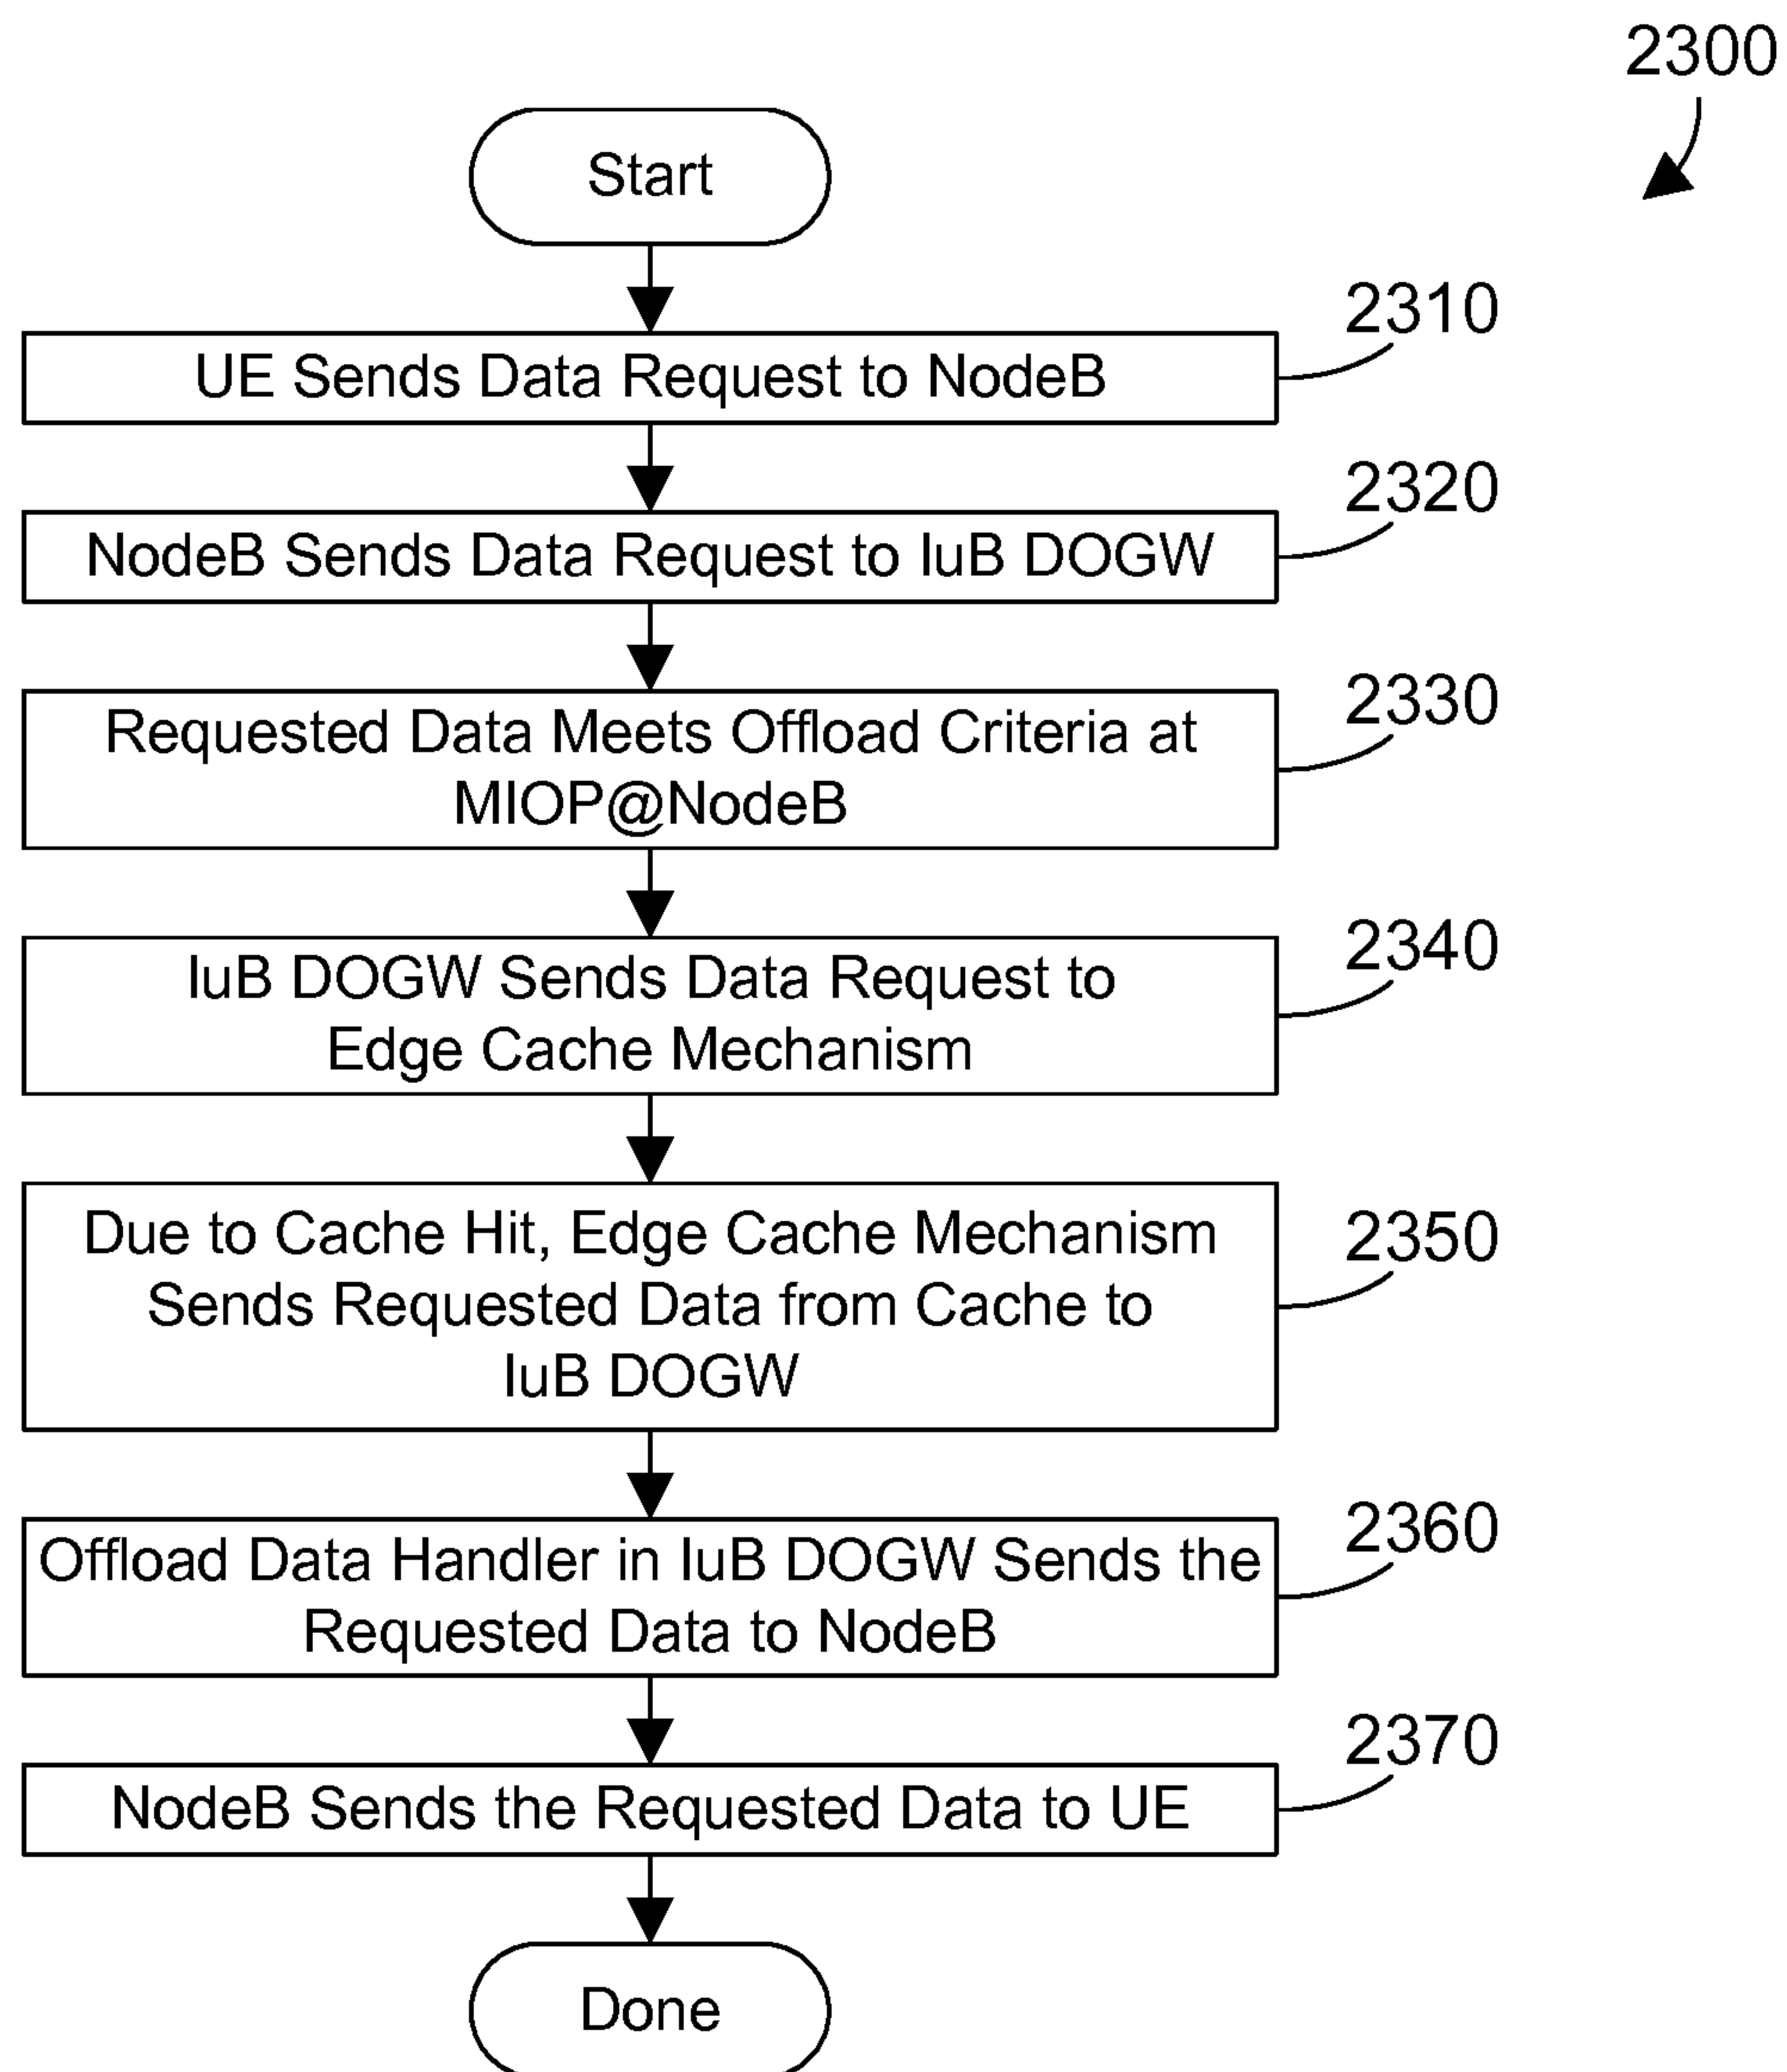 2300
Start
2310
UE Sends Data Request to NodeB
2320
NodeB Sends Data Request to IuB DOGW
2330
Requested Data Meets Offload Criteria at
MIOP@NodeB
2340
IuB DOGW Sends Data Request to
Edge Cache Mechanism
2350
Due to Cache Hit, Edge Cache Mechanism
Sends Requested Data from Cache to
IuB DOGW
2360
Offload Data Handler in IuB DOGW Sends the
Requested Data to NodeB
2370
NodeB Sends the Requested Data to UE
Done